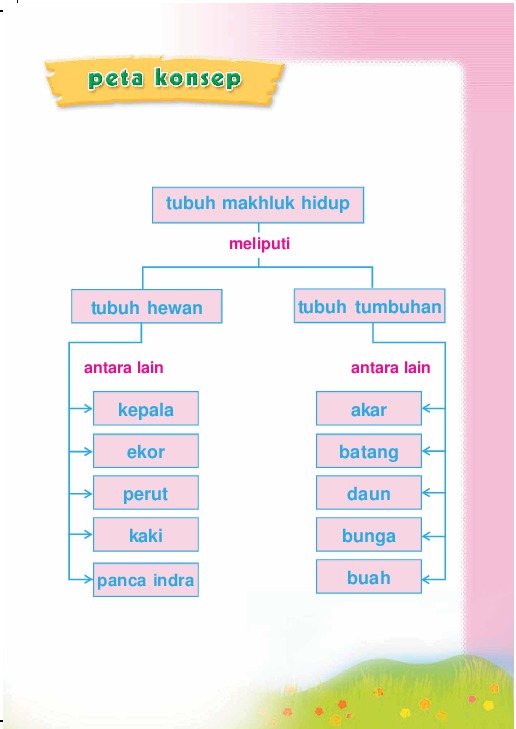 peta konsep
tubuh makhluk hidup
meliputi
tubuh hewan
tubuh tumbuhan
antara lain
antara lain
kepala
akar
ekor
batang
perut
daun
kaki
bunga
panca indra
buah